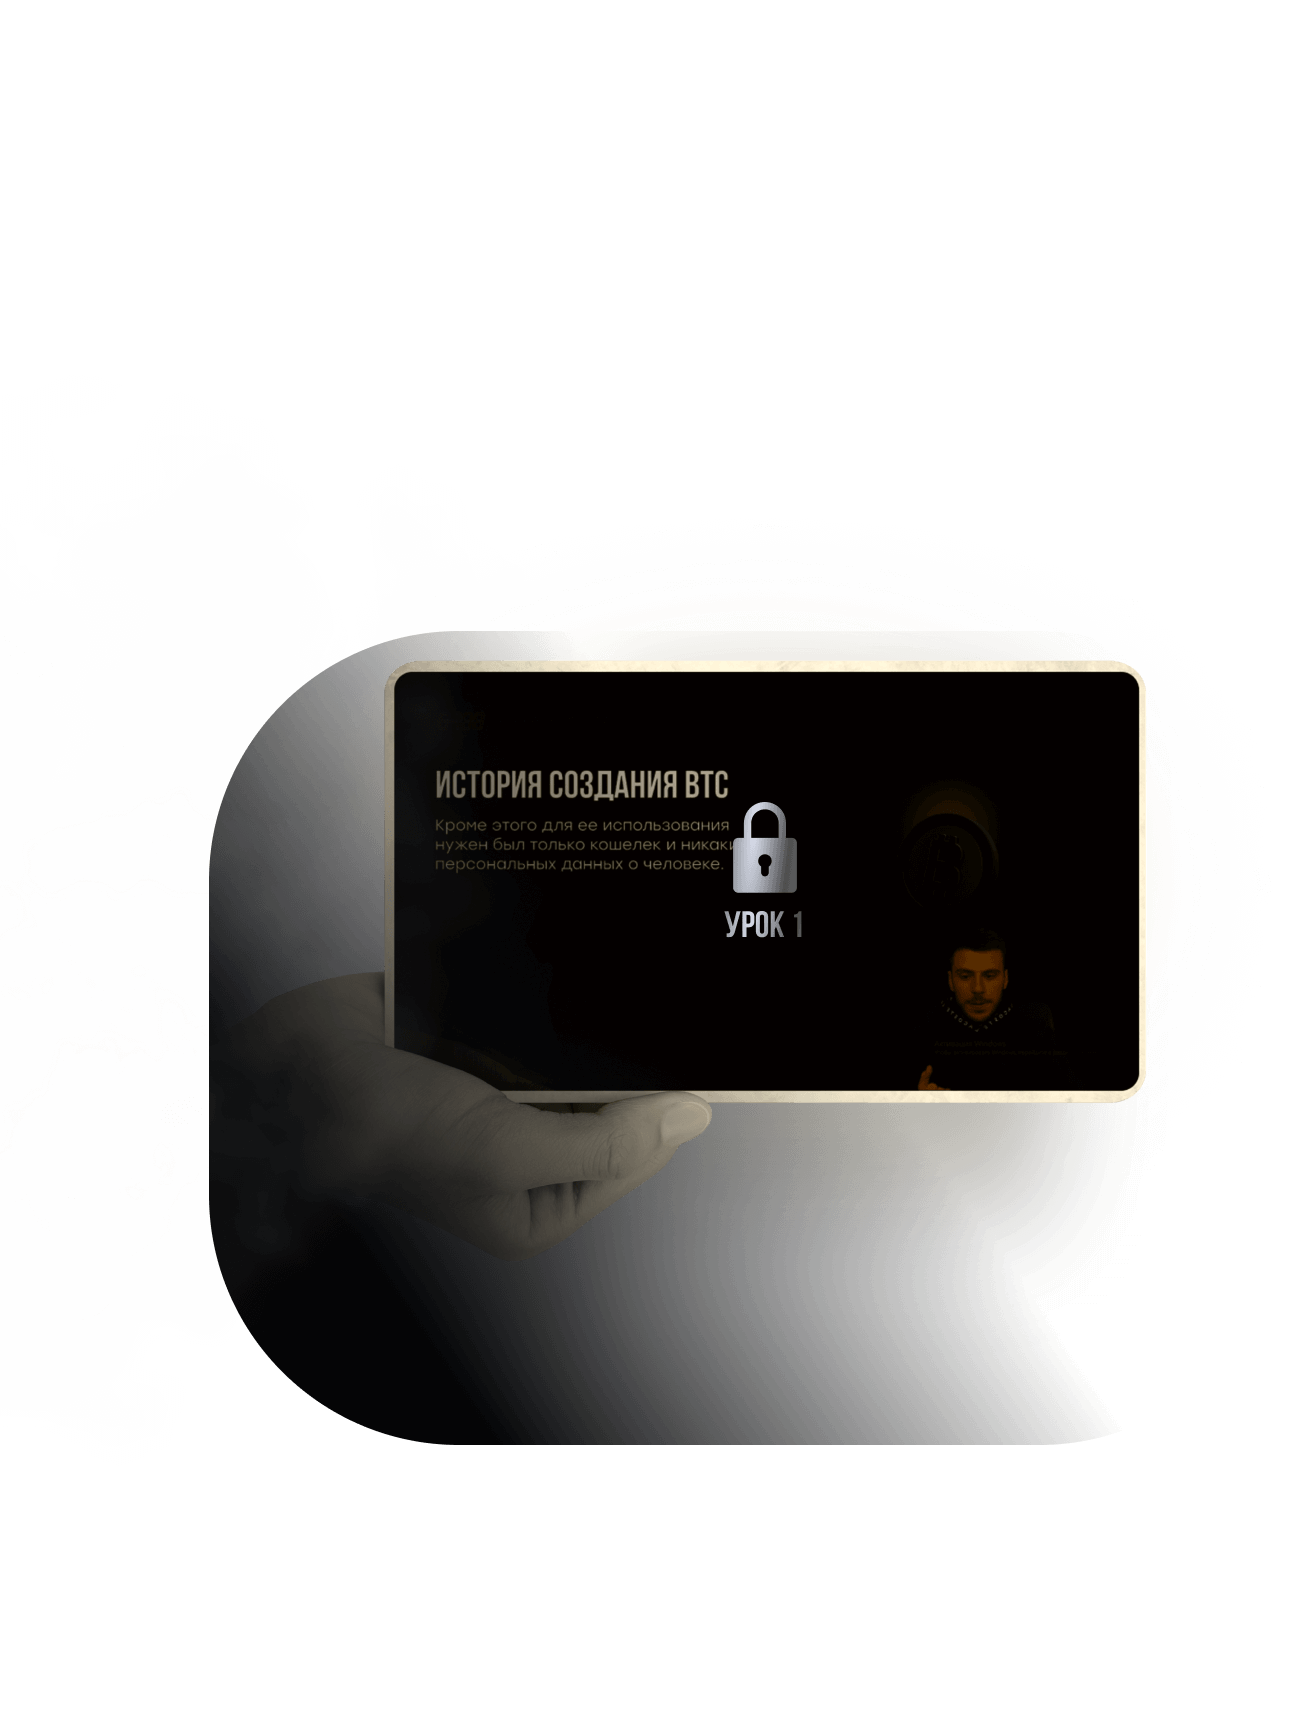 ИСТОРИЯ СОЗДАНИЯ BTC
Кроме этого для ее использования
нужен был только кошелек и никаки
персональных данных о человеке.
УРОК 1